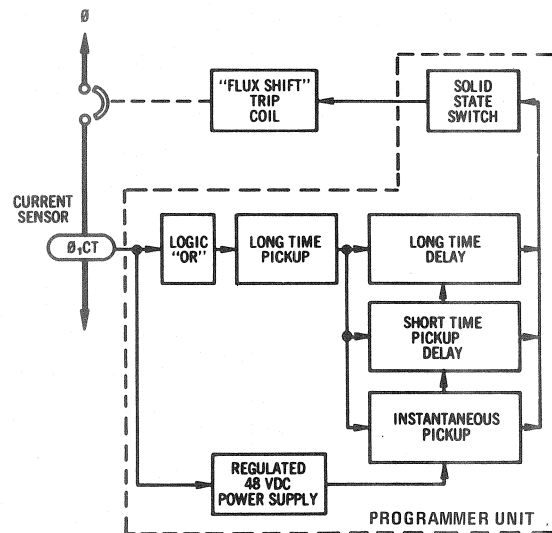 Ø
"FLUX SHIFT"
TRIP
COIL
SOLID
STATE
SWITCH
CURRENT
SENSOR
Ø,CT
LOGIC
"OR"
LONG TIME
PICKUP
LONG TIME
DELAY
SHORT TIME
PICKUP
DELAY
INSTANTANEOUS
PICKUP
REGULATED
48 VDC
POWER SUPPLY
PROGRAMMER UNIT